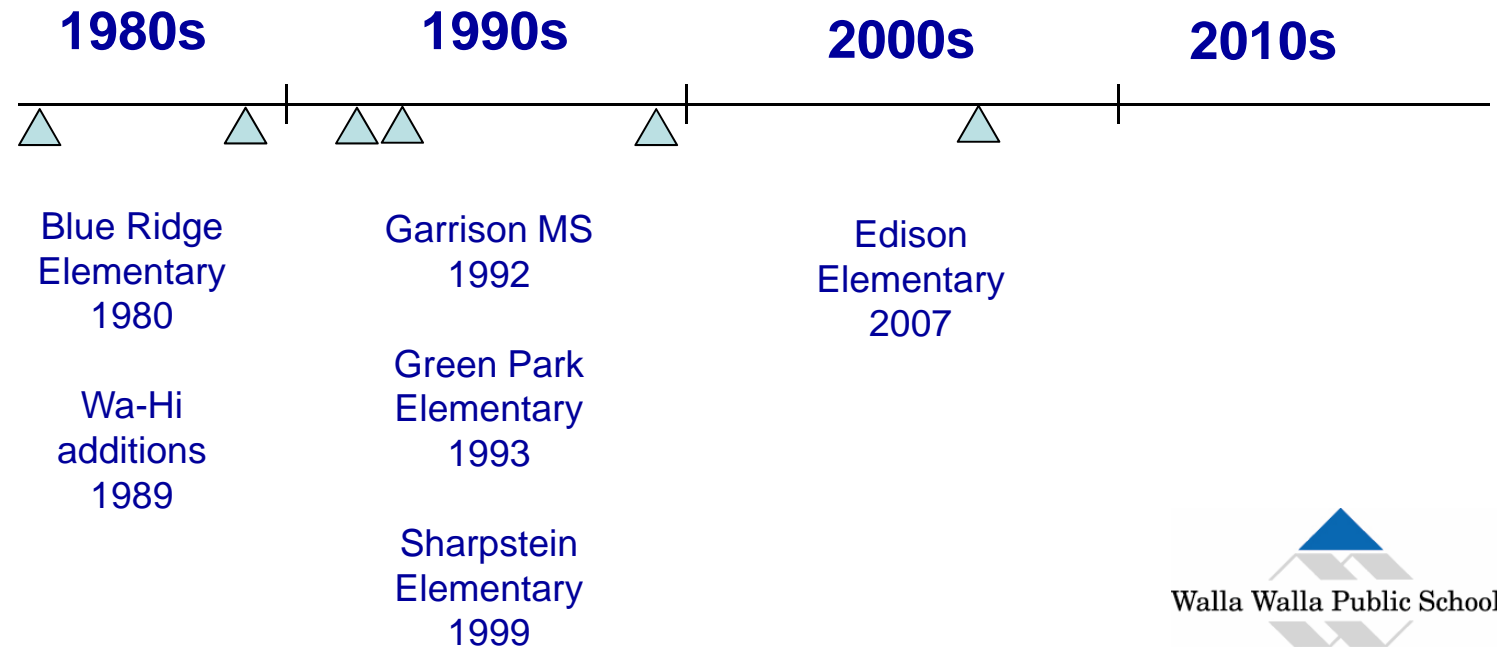 1980s
1990s
2000s
2010s
Blue Ridge
Elementary
1980
Wa-Hi
additions
1989
Garrison MS
1992
Green Park
Elementary
1993
Sharpstein
Elementary
1999
Edison
Elementary
2007
Walla Walla Public School